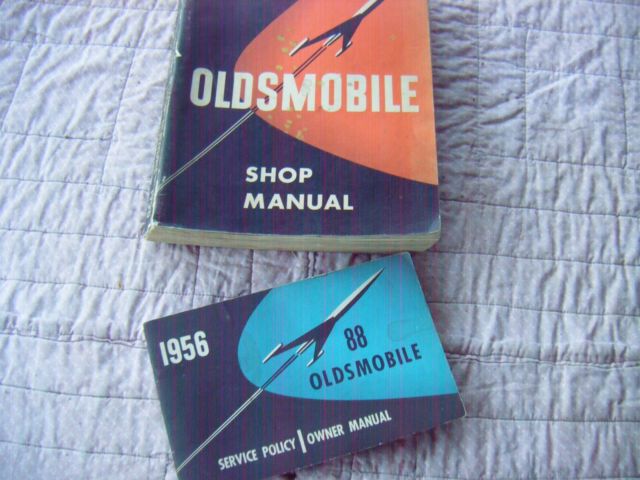 OLDSMOBILE
SHOP
MANUAL
1956
88
OLDSMOBILE
SERVICE POLICY | OWNER MANUAL